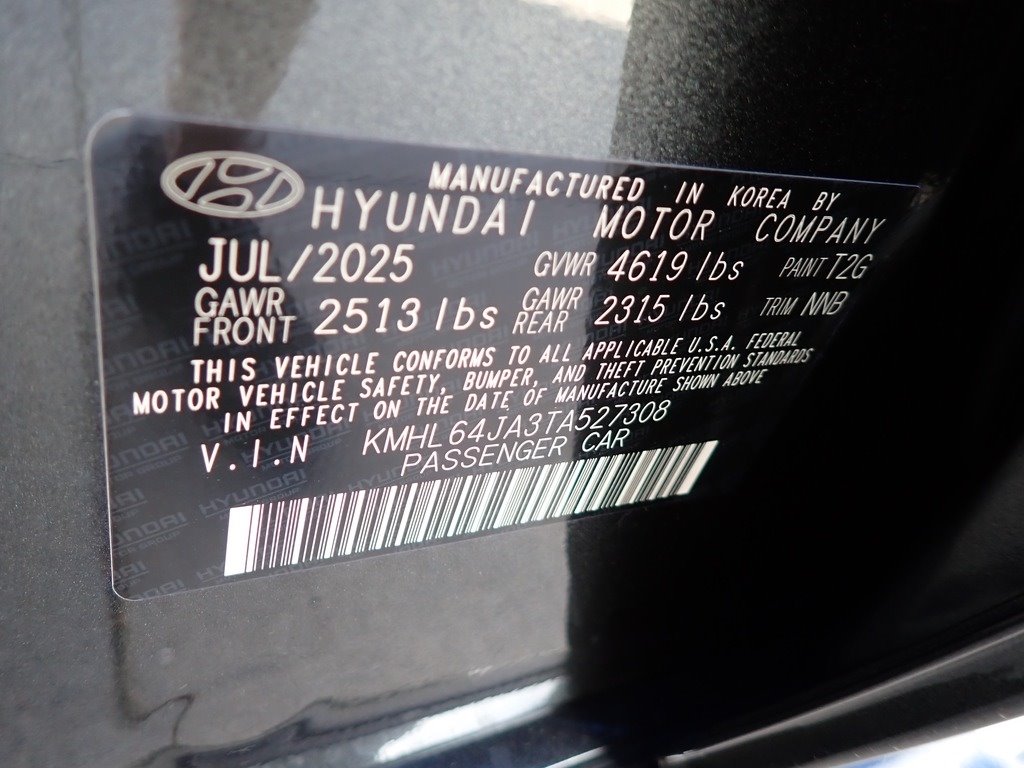 MANUFACTURED IN KOREA BY
HYUNDAI MOTOR COMPANY
JUL/2025 GVWR 4619 lbs PAINT T2G
GAWR FRONT 2513 lbs GAWR REAR 2315 lbs TRIM NNB
THIS VEHICLE CONFORMS TO ALL APPLICABLE U.S.A. FEDERAL
MOTOR VEHICLE SAFETY, BUMPER, AND THEFT PREVENTION STANDARDS
IN EFFECT ON THE DATE OF MANUFACTURE SHOWN ABOVE
V.I.N KMHL64JA3TA527308
PASSENGER CAR